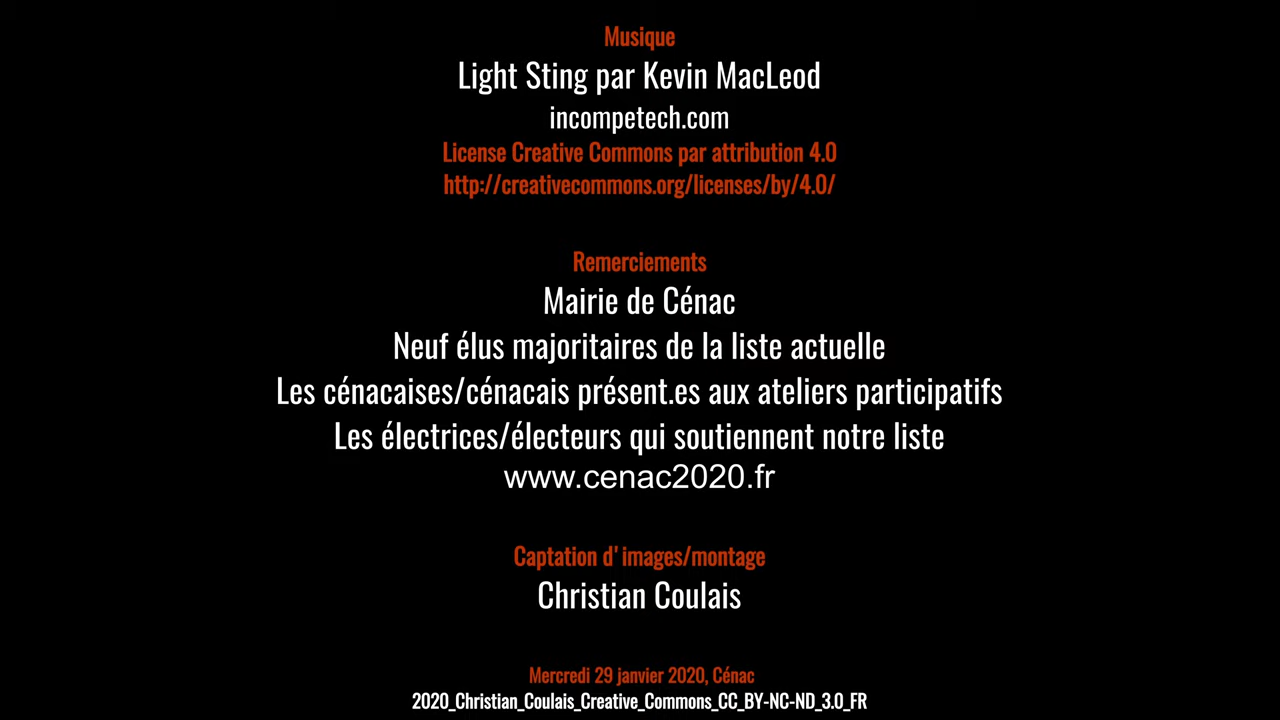 Musique
Light Sting par Kevin MacLeod
incompetech.com
License Creative Commons par attribution 4.0
http://creativecommons.org/licenses/by/4.0/
Remerciements
Mairie de Cénac
Neuf élus majoritaires de la liste actuelle
Les cénacaises/cénacais présent.es aux ateliers participatifs
Les électrices/électeurs qui soutiennent notre liste
www.cenac2020.fr
Captation d'images/montage
Christian Coulais
Mercredi 29 janvier 2020, Cénac
2020_Christian_Coulais_Creative_Commons_CC_BY-NC-ND_3.0_FR